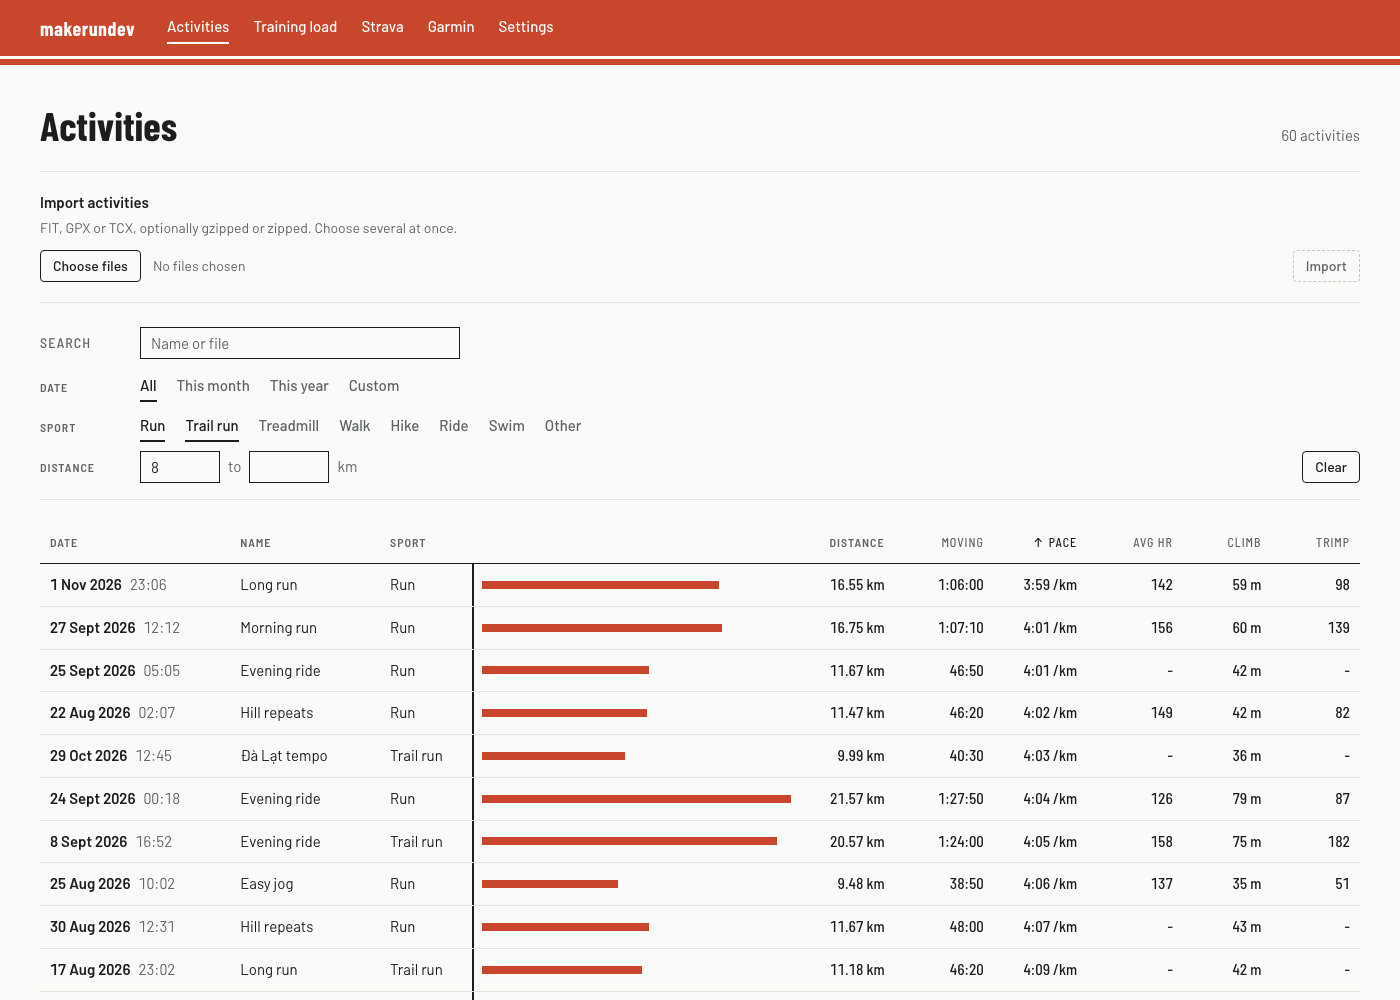 makerundev Activities Training load Strava Garmin Settings
Activities
60 activities
Import activities
FIT, GPX or TCX, optionally gzipped or zipped. Choose several at once.
Choose files No files chosen Import
SEARCH Name or file
DATE All This month This year Custom
SPORT Run Trail run Treadmill Walk Hike Ride Swim Other
DISTANCE 8 to km Clear
DATE NAME SPORT DISTANCE MOVING ↑ PACE AVG HR CLIMB TRIMP
1 Nov 2026 23:06 Long run Run 16.55 km 1:06:00 3:59 /km 142 59 m 98
27 Sept 2026 12:12 Morning run Run 16.75 km 1:07:10 4:01 /km 156 60 m 139
25 Sept 2026 05:05 Evening ride Run 11.67 km 46:50 4:01 /km - 42 m -
22 Aug 2026 02:07 Hill repeats Run 11.47 km 46:20 4:02 /km 149 42 m 82
29 Oct 2026 12:45 Đà Lạt tempo Trail run 9.99 km 40:30 4:03 /km - 36 m -
24 Sept 2026 00:18 Evening ride Run 21.57 km 1:27:50 4:04 /km 126 79 m 87
8 Sept 2026 16:52 Evening ride Trail run 20.57 km 1:24:00 4:05 /km 158 75 m 182
25 Aug 2026 10:02 Easy jog Run 9.48 km 38:50 4:06 /km 137 35 m 51
30 Aug 2026 12:31 Hill repeats Run 11.67 km 48:00 4:07 /km - 43 m -
17 Aug 2026 23:02 Long run Trail run 11.18 km 46:20 4:09 /km - 42 m -